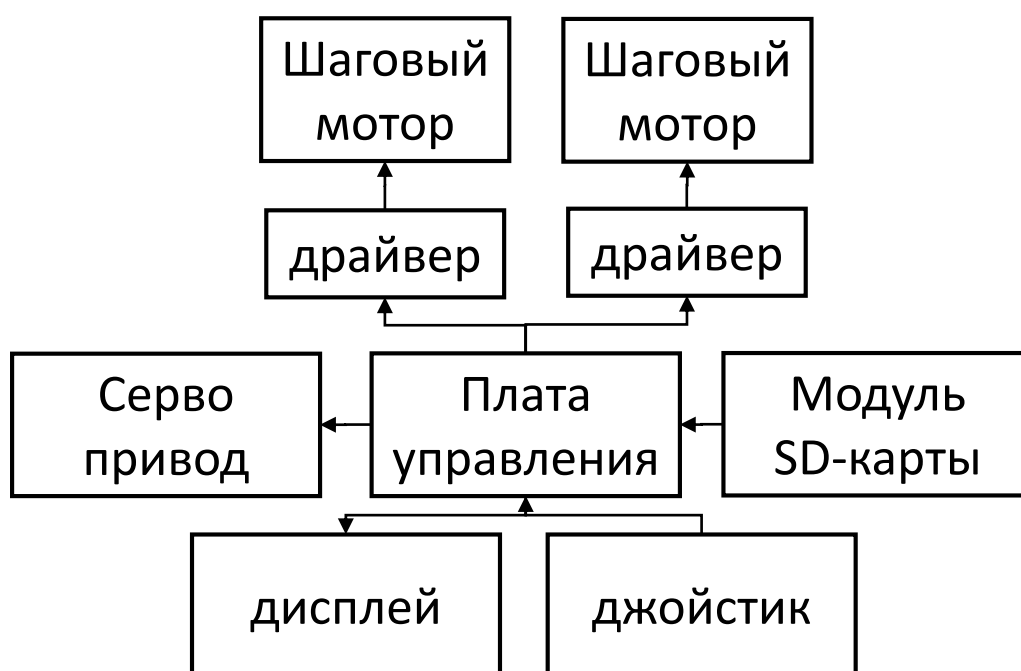 Шаговый
мотор
Шаговый
мотор
драйвер
драйвер
Серво
привод
Плата
управления
Модуль
SD-карты
дисплей
джойстик